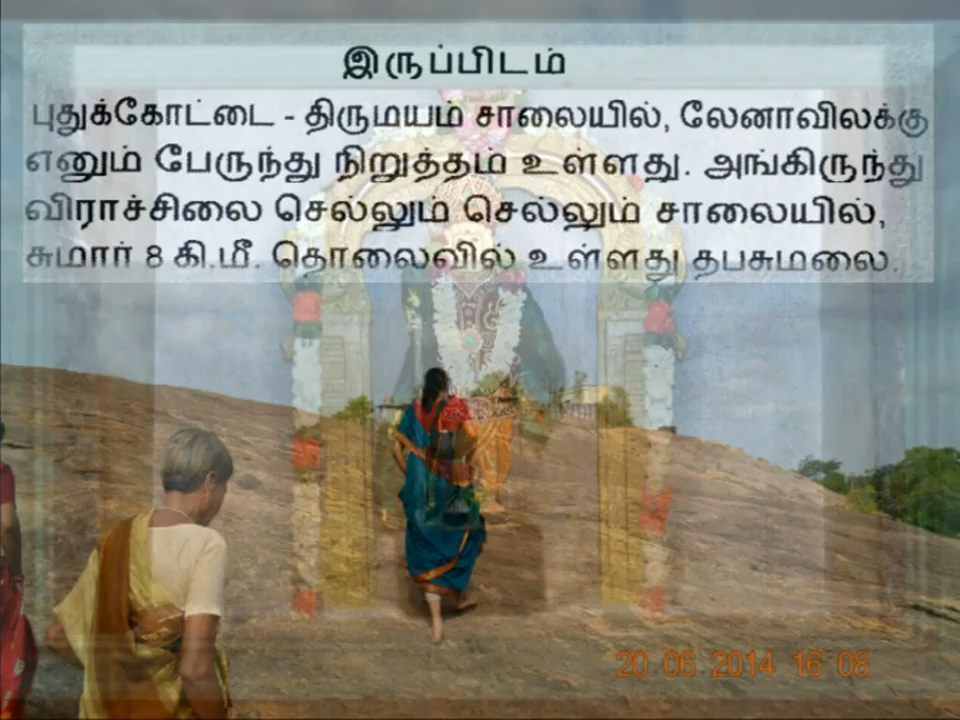 இருப்பிடம்
புதுக்கோட்டை - திருமயம் சாலையில், லேனாவிலக்கு
எனும் பேருந்து நிறுத்தம் உள்ளது. அங்கிருந்து
விராச்சிலை செல்லும் செல்லும் சாலையில்,
சுமார் 8 கி.மீ. தொலைவில் உள்ளது தபசுமலை.
20 06 2014 16 08